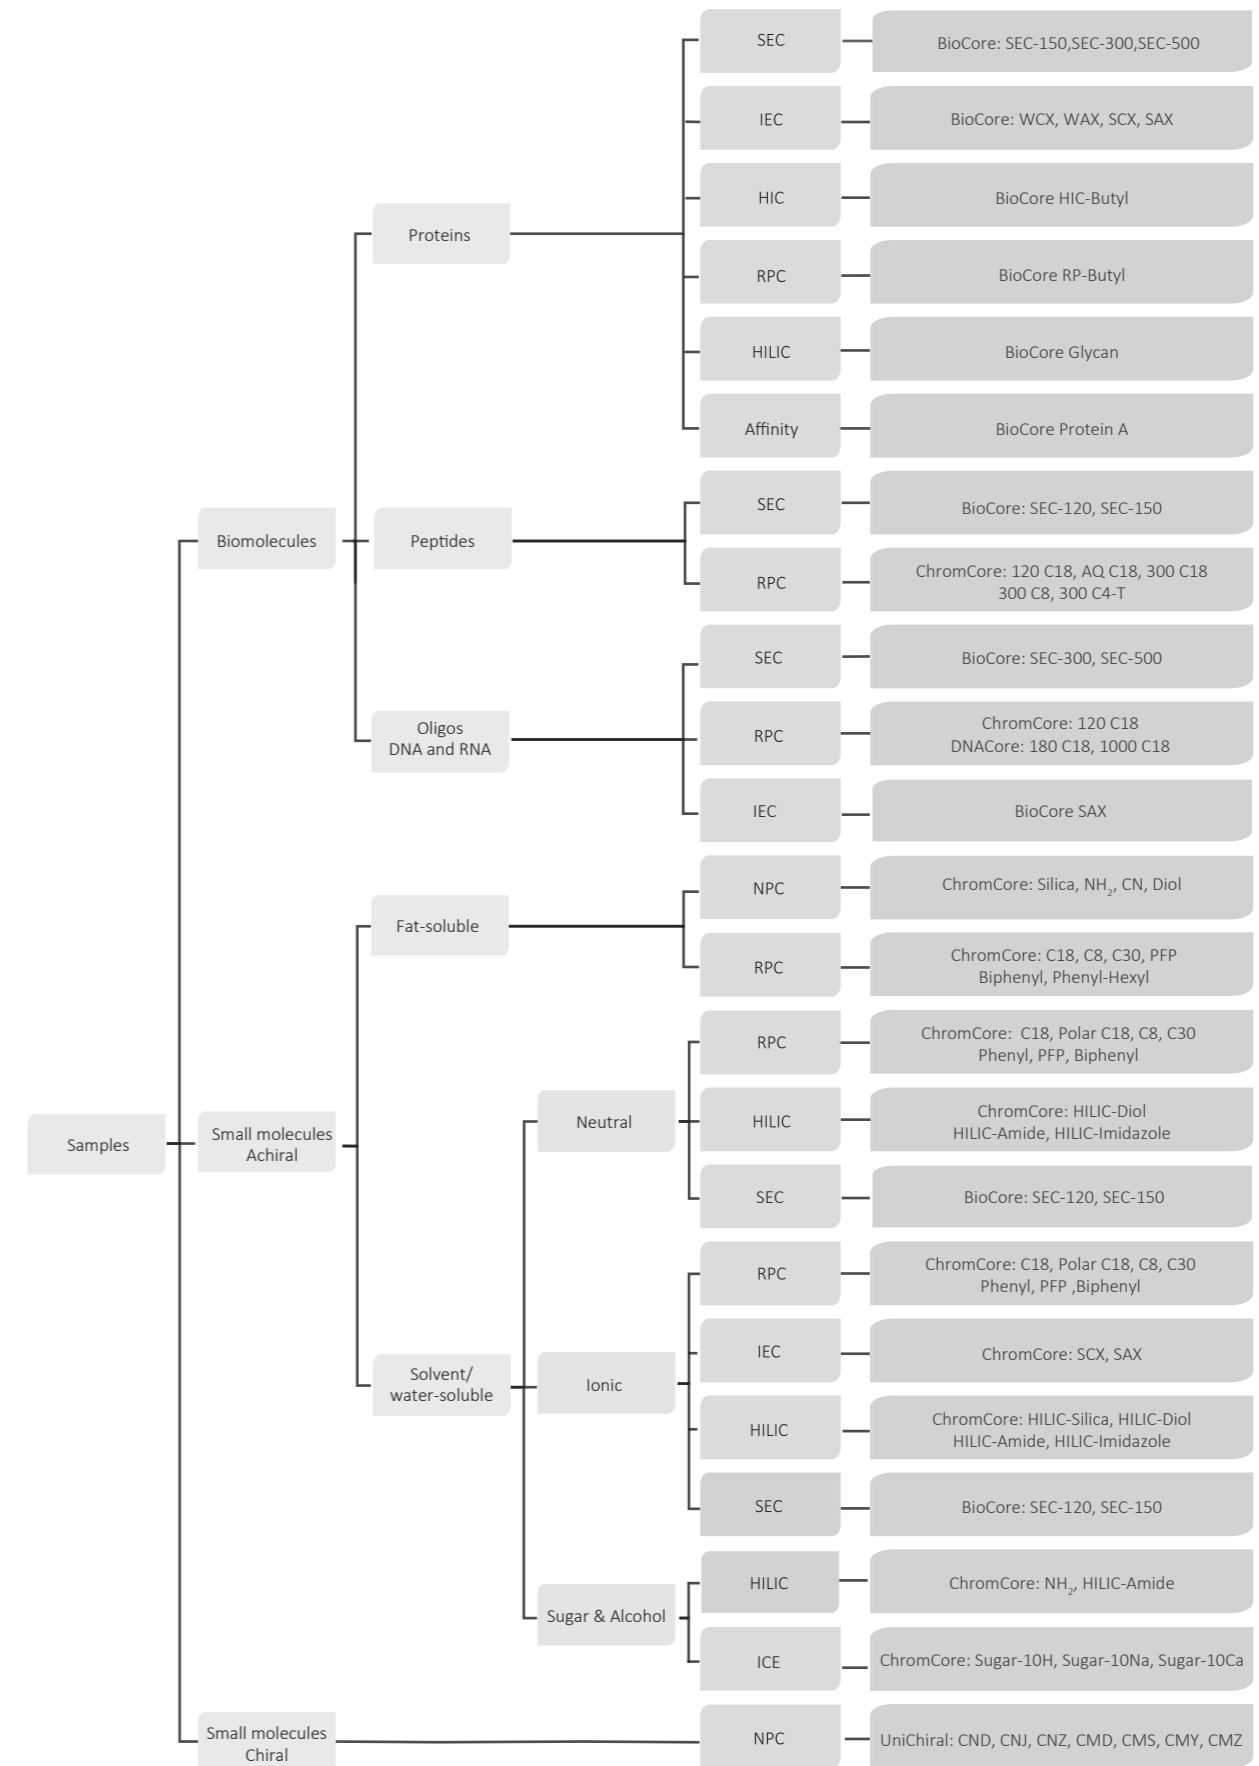 SEC
BioCore: SEC-150,SEC-300,SEC-500
IEC
BioCore: WCX, WAX, SCX, SAX
HIC
BioCore HIC-Butyl
Proteins
RPC
BioCore RP-Butyl
HILIC
BioCore Glycan
Affinity
BioCore Protein A
SEC
BioCore: SEC-120, SEC-150
Biomolecules
Peptides
RPC
ChromCore: 120 C18, AQ C18, 300 C18
300 C8, 300 C4-T
SEC
BioCore: SEC-300, SEC-500
Oligos
DNA and RNA
RPC
ChromCore: 120 C18
DNACore: 180 C18, 1000 C18
IEC
BioCore SAX
NPC
ChromCore: Silica, NH₂, CN, Diol
Fat-soluble
RPC
ChromCore: C18, C8, C30, PFP
Biphenyl, Phenyl-Hexyl
RPC
ChromCore:  C18, Polar C18, C8, C30
Phenyl, PFP, Biphenyl
Neutral
HILIC
ChromCore: HILIC-Diol
HILIC-Amide, HILIC-Imidazole
Samples
Small molecules
Achiral
SEC
BioCore: SEC-120, SEC-150
RPC
ChromCore: C18, Polar C18, C8, C30
Phenyl, PFP ,Biphenyl
IEC
ChromCore: SCX, SAX
Solvent/
water-soluble
Ionic
HILIC
ChromCore: HILIC-Silica, HILIC-Diol
HILIC-Amide, HILIC-Imidazole
SEC
BioCore: SEC-120, SEC-150
HILIC
ChromCore: NH₂, HILIC-Amide
Sugar & Alcohol
ICE
ChromCore: Sugar-10H, Sugar-10Na, Sugar-10Ca
Small molecules
Chiral
NPC
UniChiral: CND, CNJ, CNZ, CMD, CMS, CMY, CMZ